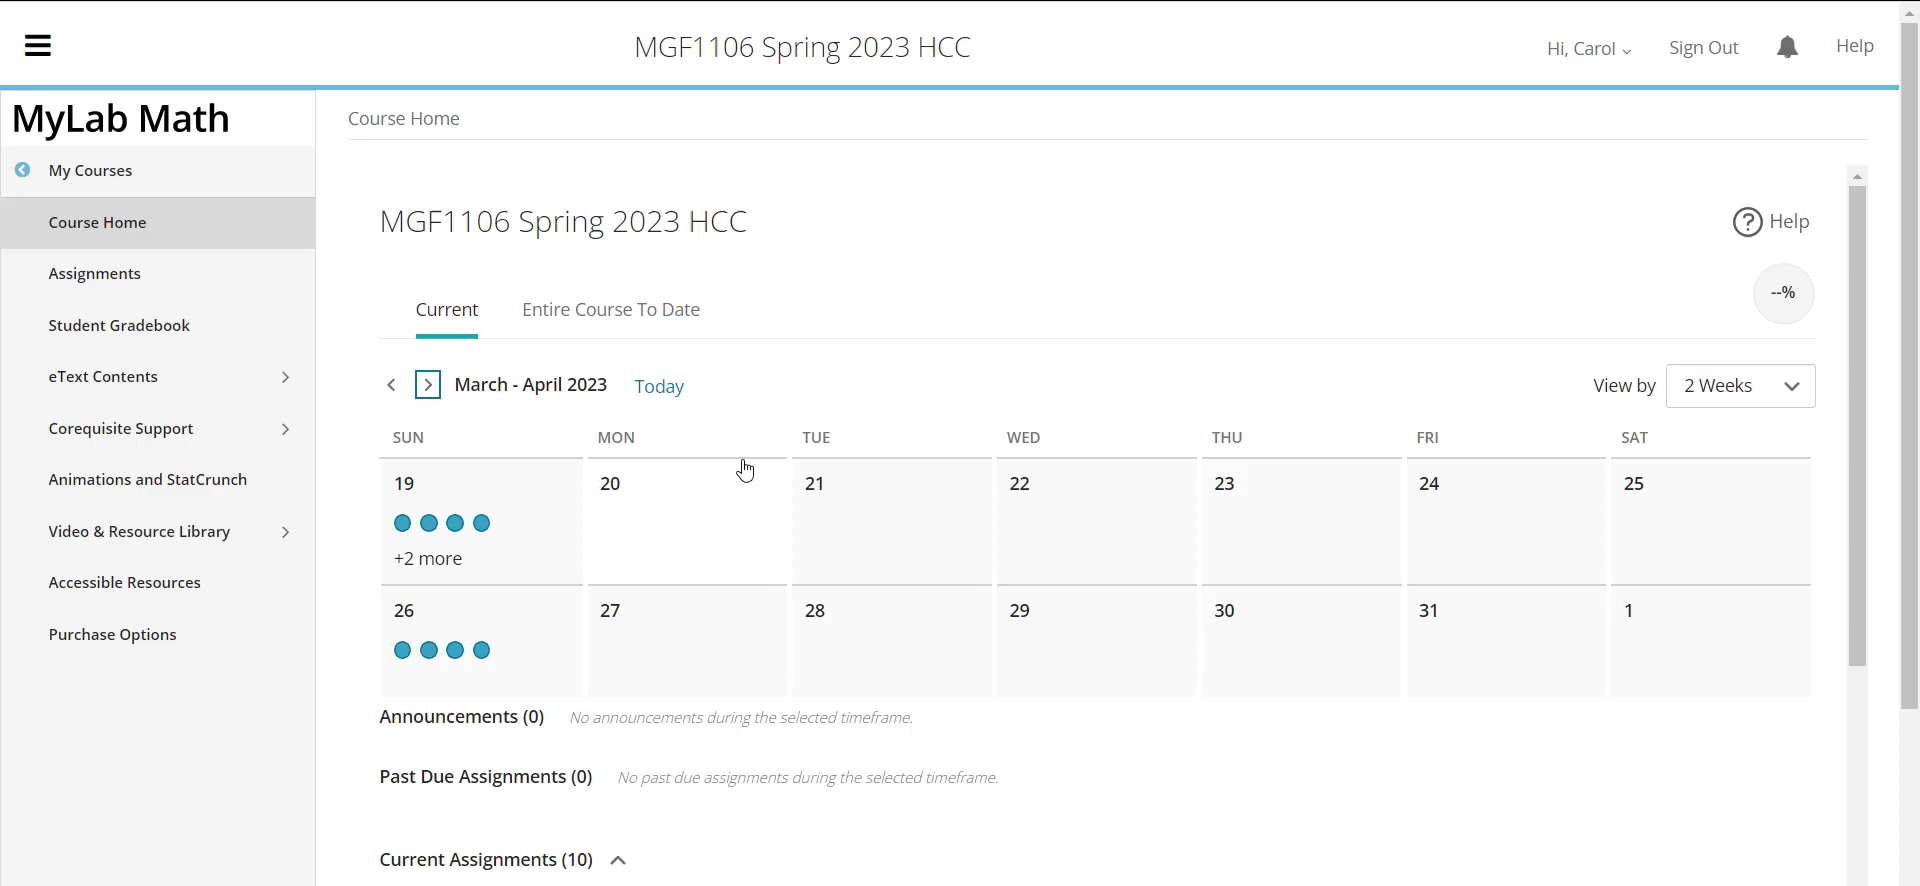 MGF1106 Spring 2023 HCC
Hi, Carol
Sign Out
Help
MyLab Math
My Courses
Course Home
Assignments
Student Gradebook
eText Contents
Corequisite Support
Animations and StatCrunch
Video & Resource Library
Accessible Resources
Purchase Options
Course Home
MGF1106 Spring 2023 HCC
? Help
--%
Current Entire Course To Date
March - April 2023 Today
View by 2 Weeks
SUN MON TUE WED THU FRI SAT
19 20 21 22 23 24 25
+2 more
26 27 28 29 30 31 1
Announcements (0) No announcements during the selected timeframe.
Past Due Assignments (0) No past due assignments during the selected timeframe.
Current Assignments (10)